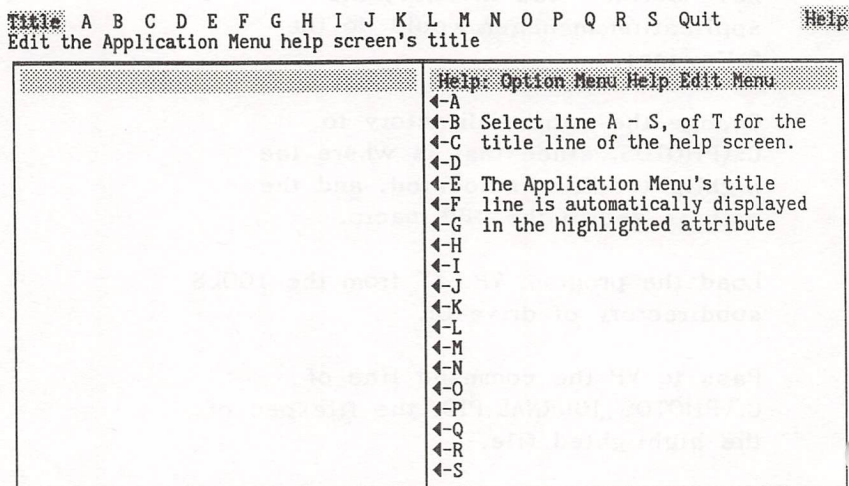 Title A B C D E F G H I J K L M N O P Q R S Quit Help
Edit the Application Menu help screen's title
Help: Option Menu Help Edit Menu
◄-A
◄-B Select line A - S, of T for the
◄-C title line of the help screen.
◄-D
◄-E The Application Menu's title
◄-F line is automatically displayed
◄-G in the highlighted attribute
◄-H
◄-I
◄-J
◄-K
◄-L
◄-M
◄-N
◄-O
◄-P
◄-Q
◄-R
◄-S